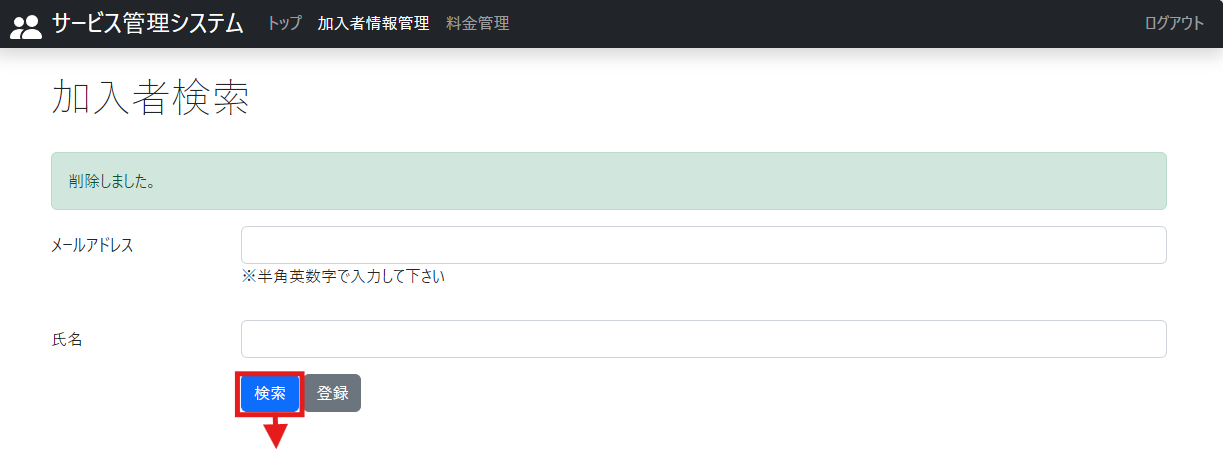 サービス管理システム トップ 加入者情報管理 料金管理 ログアウト
加入者検索
削除しました。
メールアドレス
※半角英数字で入力して下さい
氏名
検索 登録